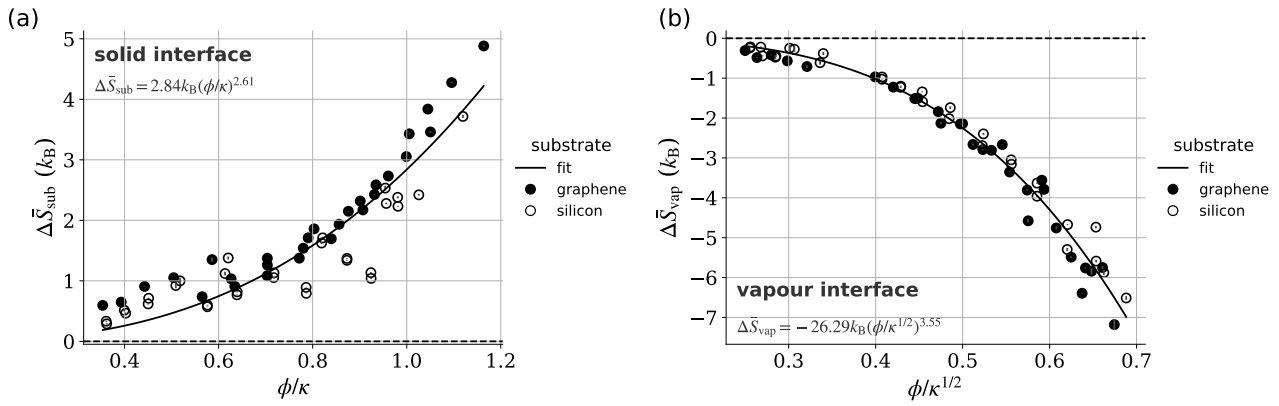 (a)
solid interface
ΔS̄sub = 2.84kB(ϕ/κ)^2.61
5
4
3
2
1
0
ΔS̄sub (kB)
0.4 0.6 0.8 1.0 1.2
ϕ/κ
substrate
fit
graphene
silicon
(b)
0
−1
−2
−3
−4
−5
−6
−7
ΔS̄vap (kB)
vapour interface
ΔS̄vap = −26.29kB(ϕ/κ^1/2)^3.55
0.3 0.4 0.5 0.6 0.7
ϕ/κ^1/2
substrate
fit
graphene
silicon